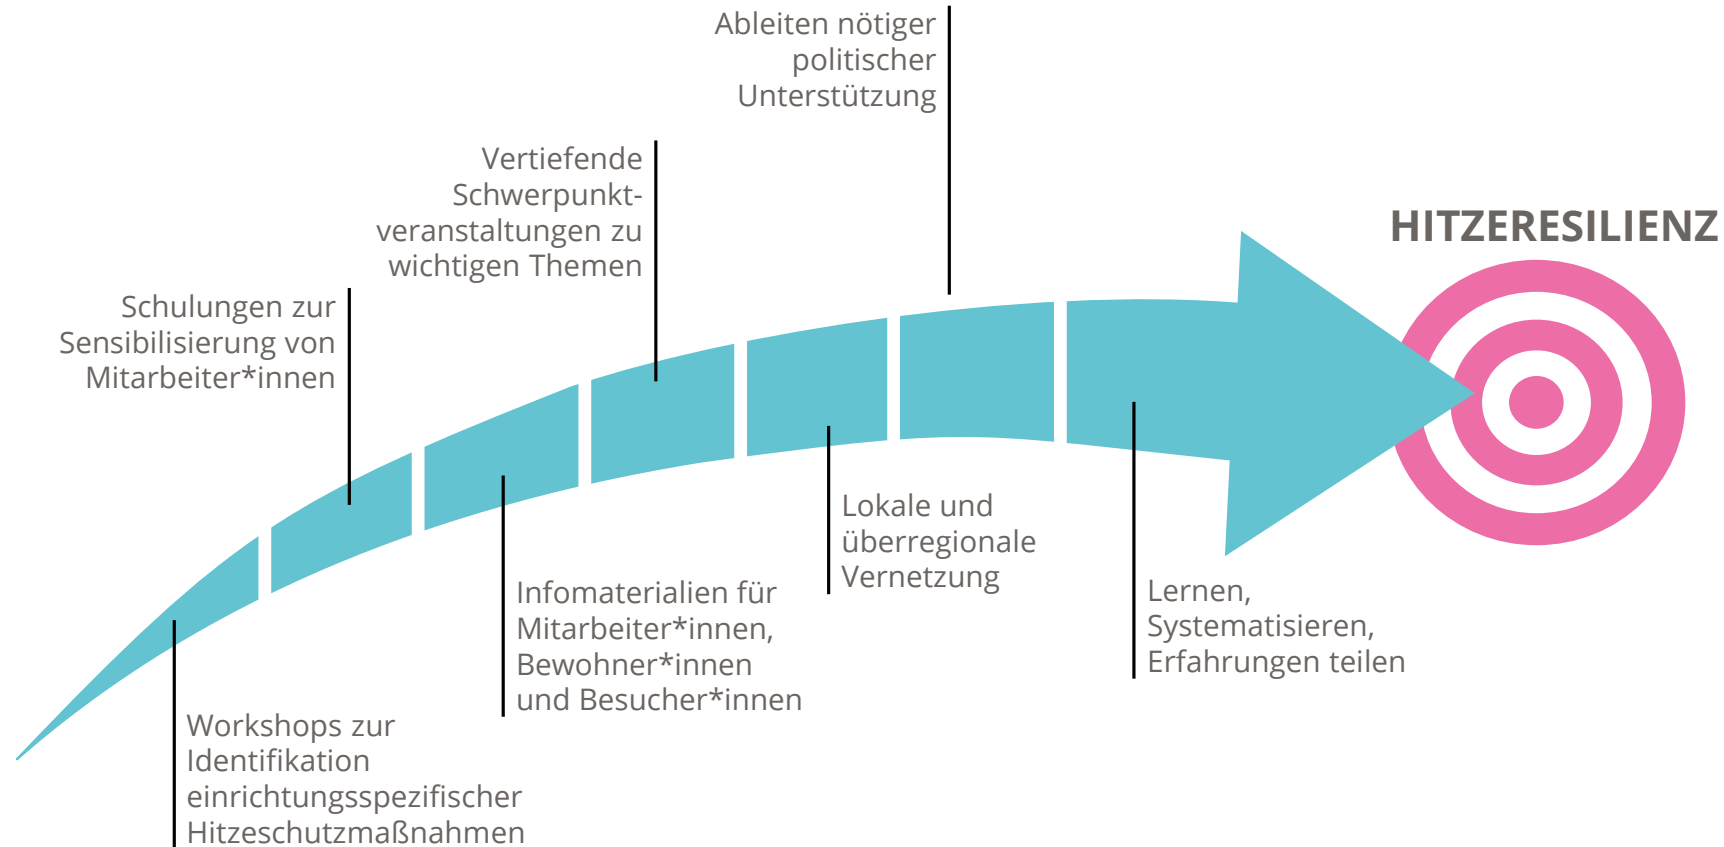 Ableiten nötiger
politischer
Unterstützung
Vertiefende
Schwerpunkt-
veranstaltungen zu
wichtigen Themen
HITZERESILIENZ
Schulungen zur
Sensibilisierung von
Mitarbeiter*innen
Lokale und
überregionale
Vernetzung
Infomaterialien für
Mitarbeiter*innen,
Bewohner*innen
und Besucher*innen
Lernen,
Systematisieren,
Erfahrungen teilen
Workshops zur
Identifikation
einrichtungsspezifischer
Hitzeschutzmaßnahmen